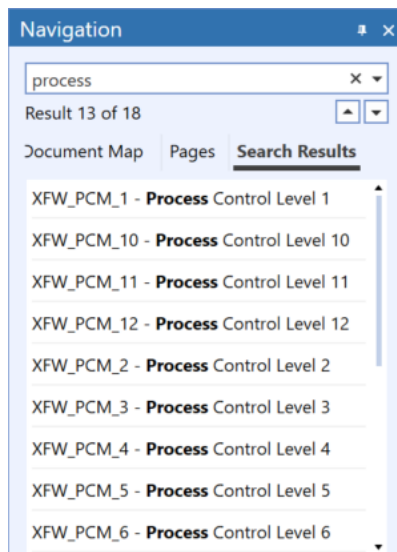 Navigation
process
Result 13 of 18
Document Map Pages Search Results
XFW_PCM_1 - Process Control Level 1
XFW_PCM_10 - Process Control Level 10
XFW_PCM_11 - Process Control Level 11
XFW_PCM_12 - Process Control Level 12
XFW_PCM_2 - Process Control Level 2
XFW_PCM_3 - Process Control Level 3
XFW_PCM_4 - Process Control Level 4
XFW_PCM_5 - Process Control Level 5
XFW_PCM_6 - Process Control Level 6